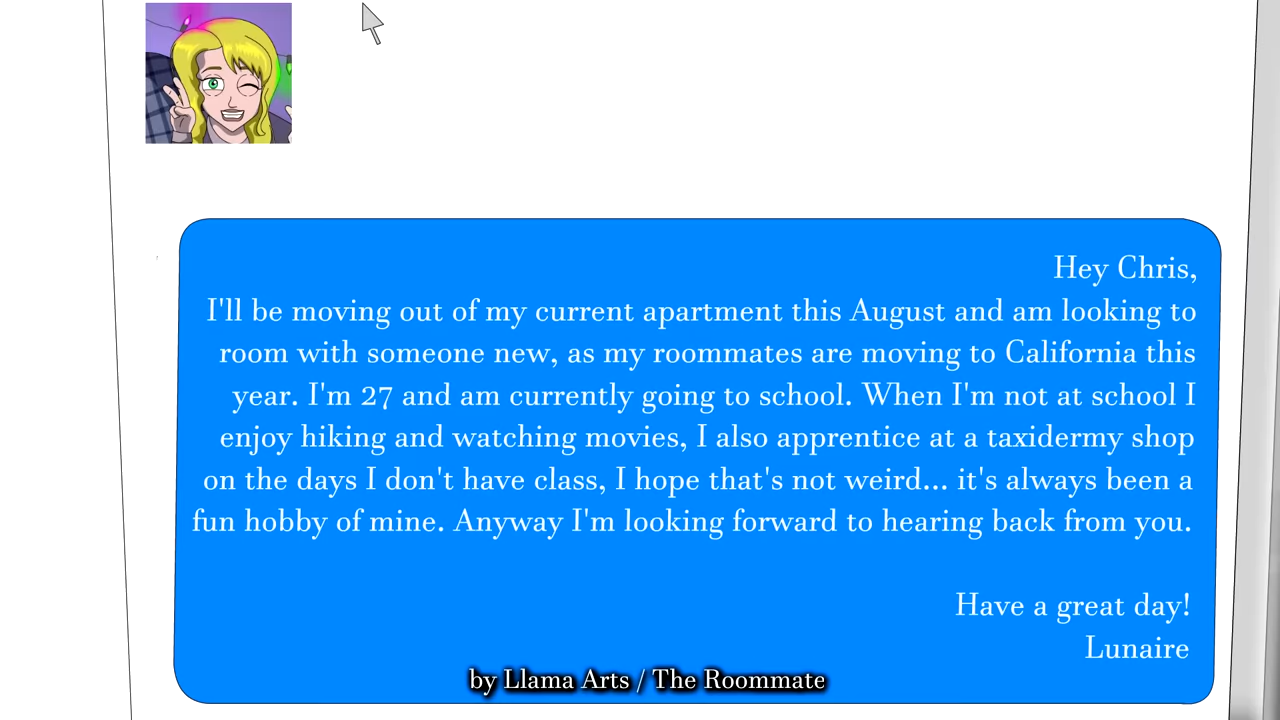 Hey Chris,
I'll be moving out of my current apartment this August and am looking to
room with someone new, as my roommates are moving to California this
year. I'm 27 and am currently going to school. When I'm not at school I
enjoy hiking and watching movies, I also apprentice at a taxidermy shop
on the days I don't have class, I hope that's not weird... it's always been a
fun hobby of mine. Anyway I'm looking forward to hearing back from you.
Have a great day!
Lunaire
by Llama Arts / The Roommate